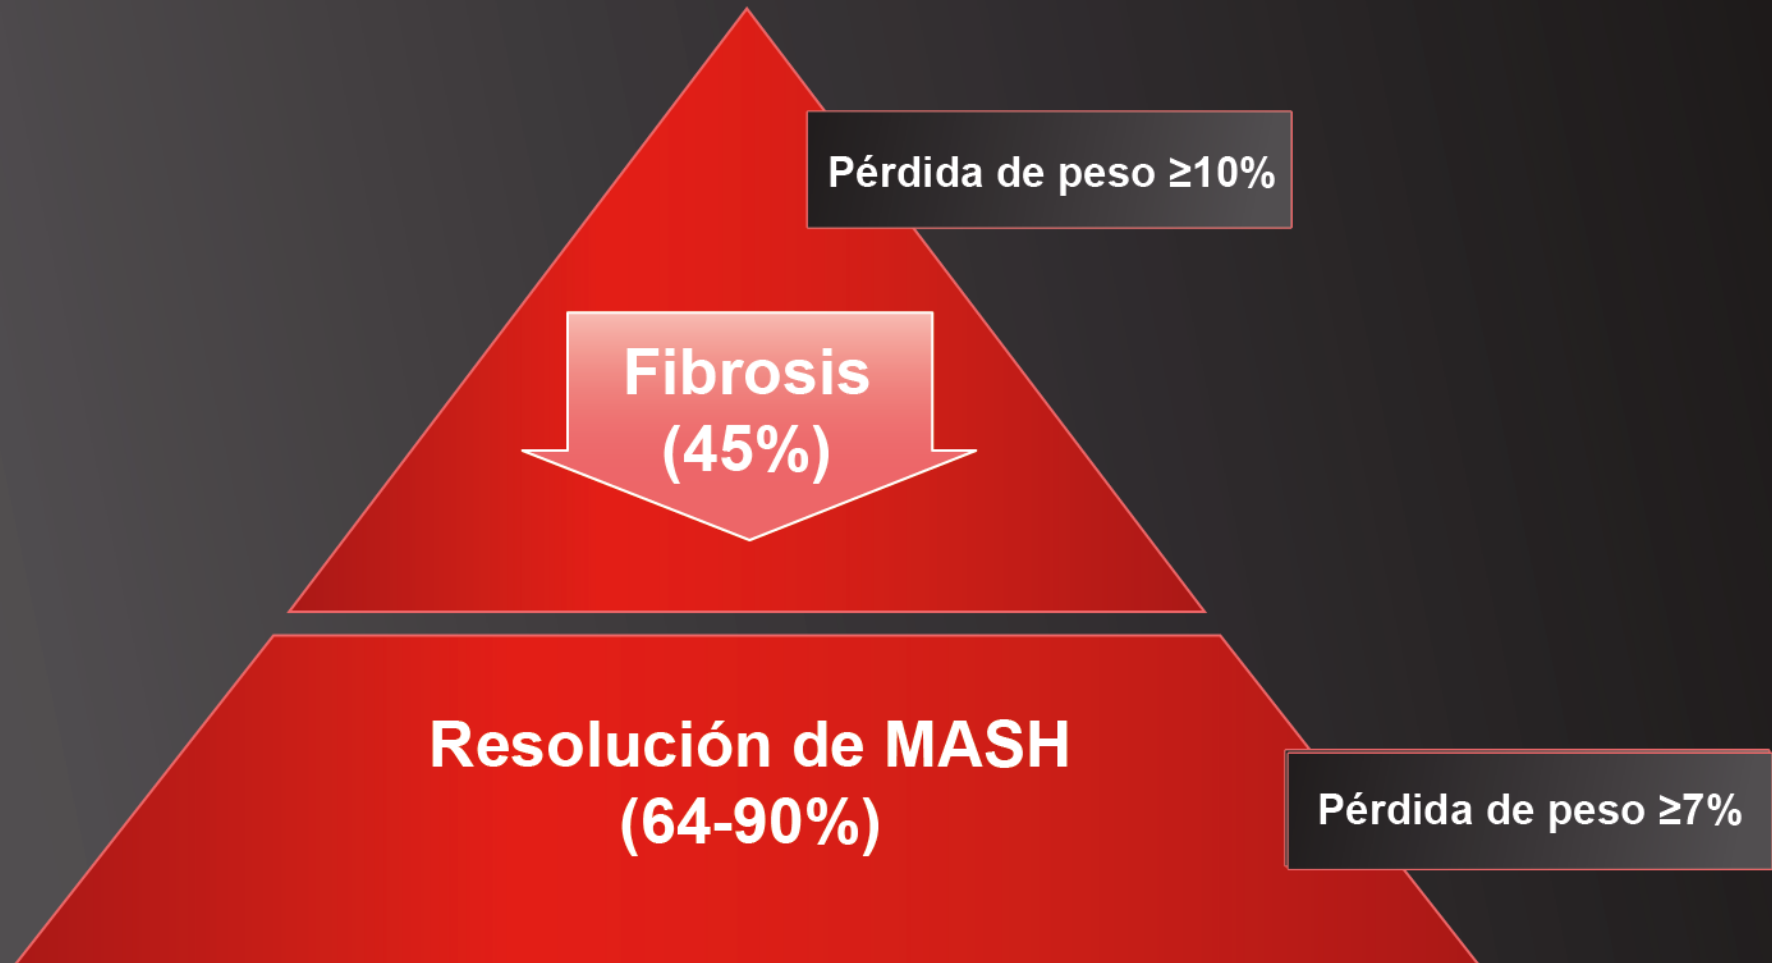 Pérdida de peso ≥10%
Fibrosis
(45%)
Resolución de MASH
(64-90%)
Pérdida de peso ≥7%